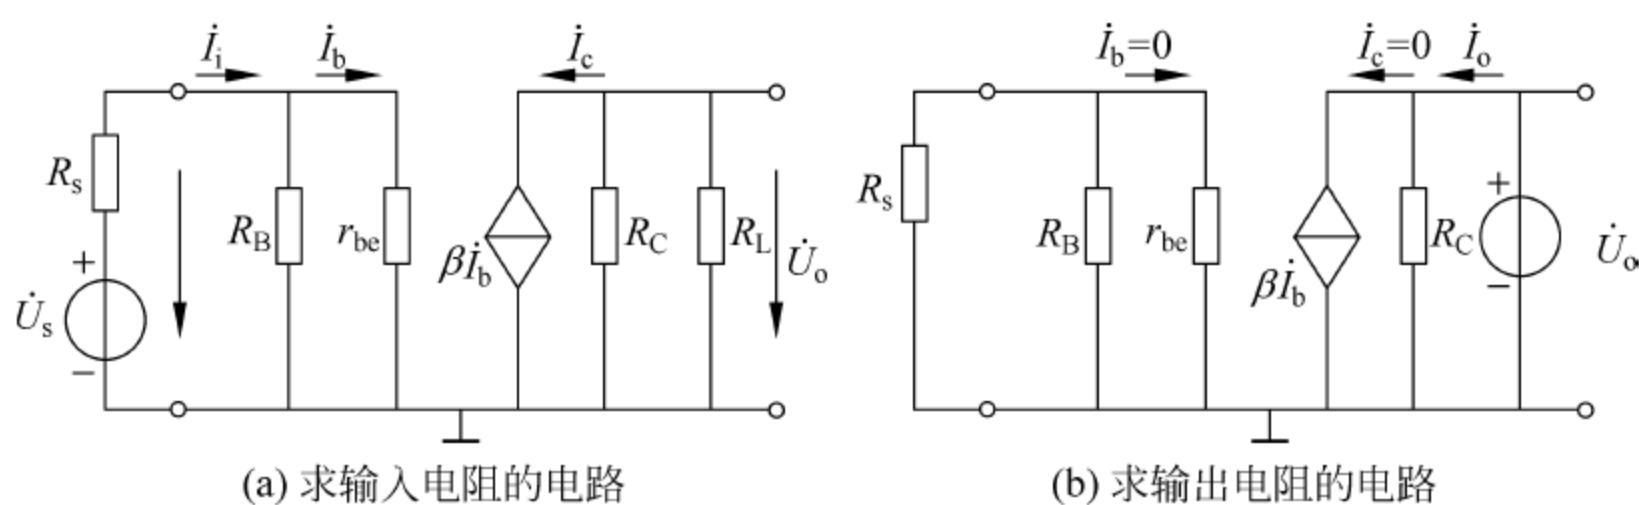 İi İb İc
Rs RB rbe βİb RC RL U̇o
+
U̇s
−
(a) 求输入电阻的电路
İb=0 İc=0 İo
Rs RB rbe βİb RC + − U̇o
(b) 求输出电阻的电路